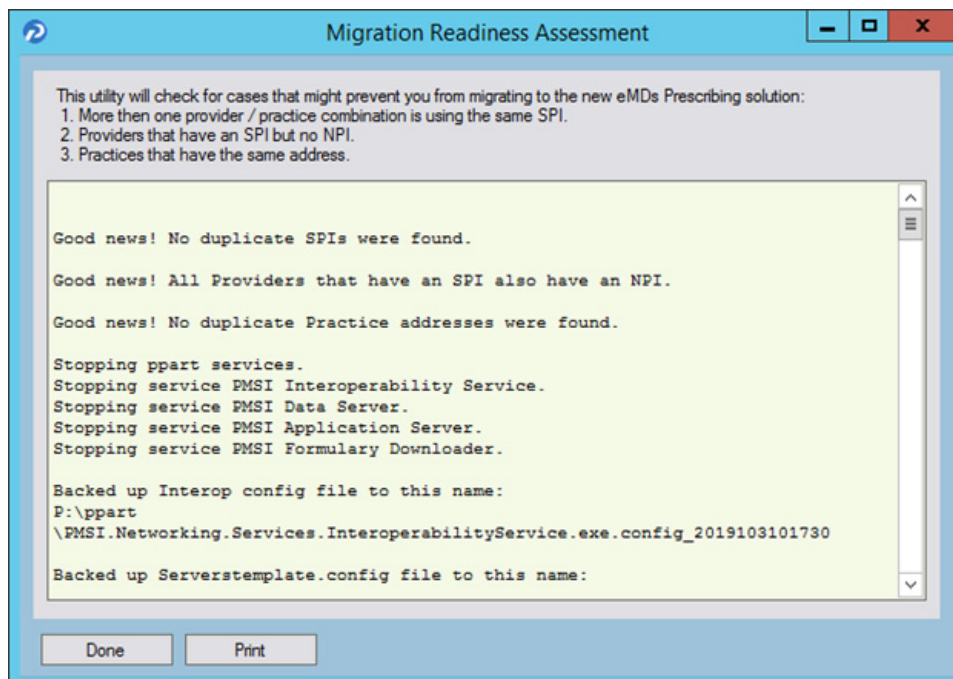 Migration Readiness Assessment
This utility will check for cases that might prevent you from migrating to the new eMDs Prescribing solution:
1. More then one provider / practice combination is using the same SPI.
2. Providers that have an SPI but no NPI.
3. Practices that have the same address.
Good news! No duplicate SPIs were found.
Good news! All Providers that have an SPI also have an NPI.
Good news! No duplicate Practice addresses were found.
Stopping ppart services.
Stopping service PMSI Interoperability Service.
Stopping service PMSI Data Server.
Stopping service PMSI Application Server.
Stopping service PMSI Formulary Downloader.
Backed up Interop config file to this name:
P:\ppart
\PMSI.Networking.Services.InteroperabilityService.exe.config_2019103101730
Backed up Serverstemplate.config file to this name:
Done
Print